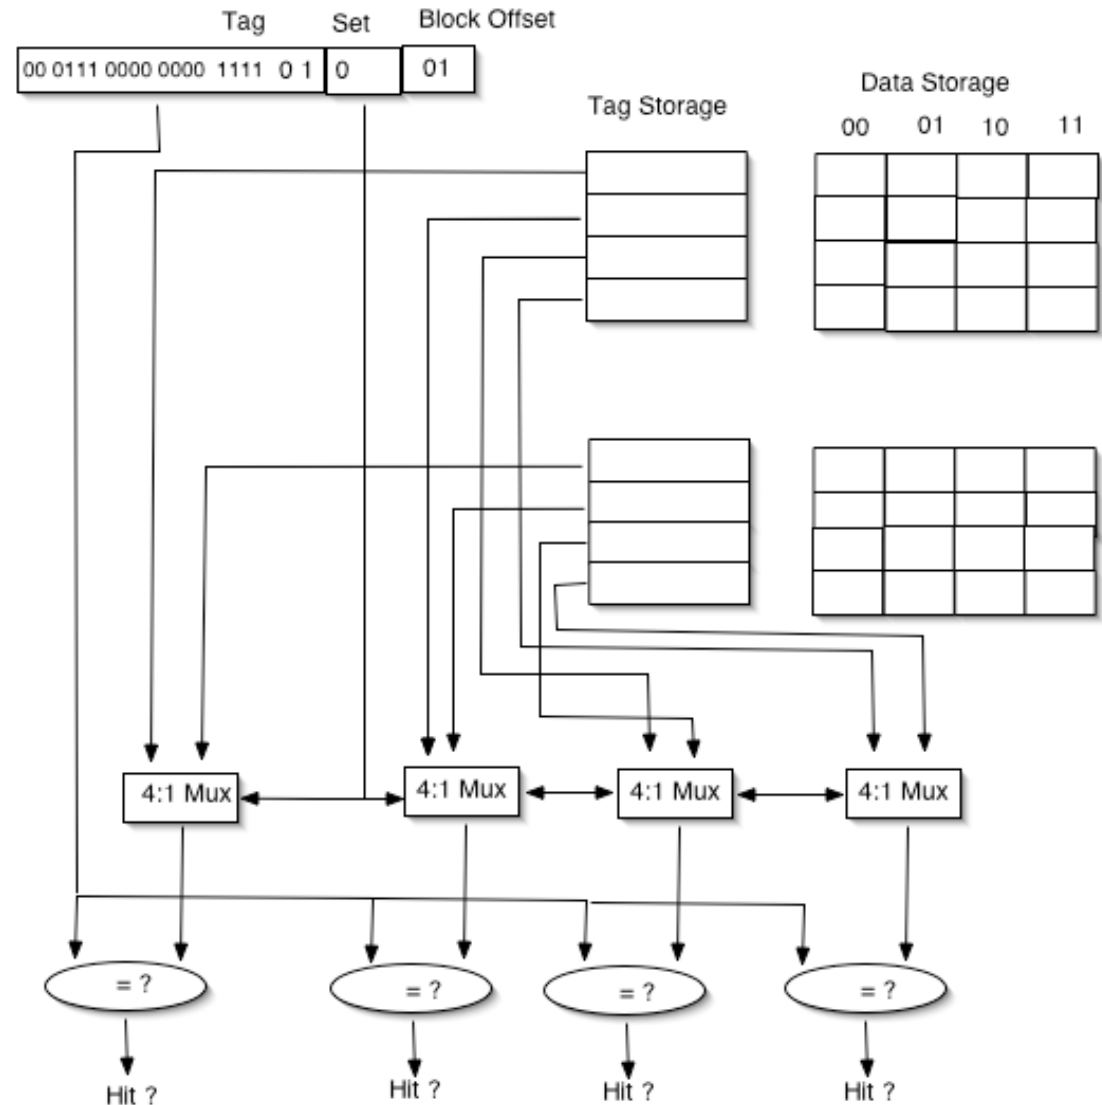 Tag Set Block Offset
00 0111 0000 0000 1111 0 1 0 01
Tag Storage
Data Storage
00 01 10 11
4:1 Mux 4:1 Mux 4:1 Mux 4:1 Mux
= ? = ? = ? = ?
Hit ? Hit ? Hit ? Hit ?